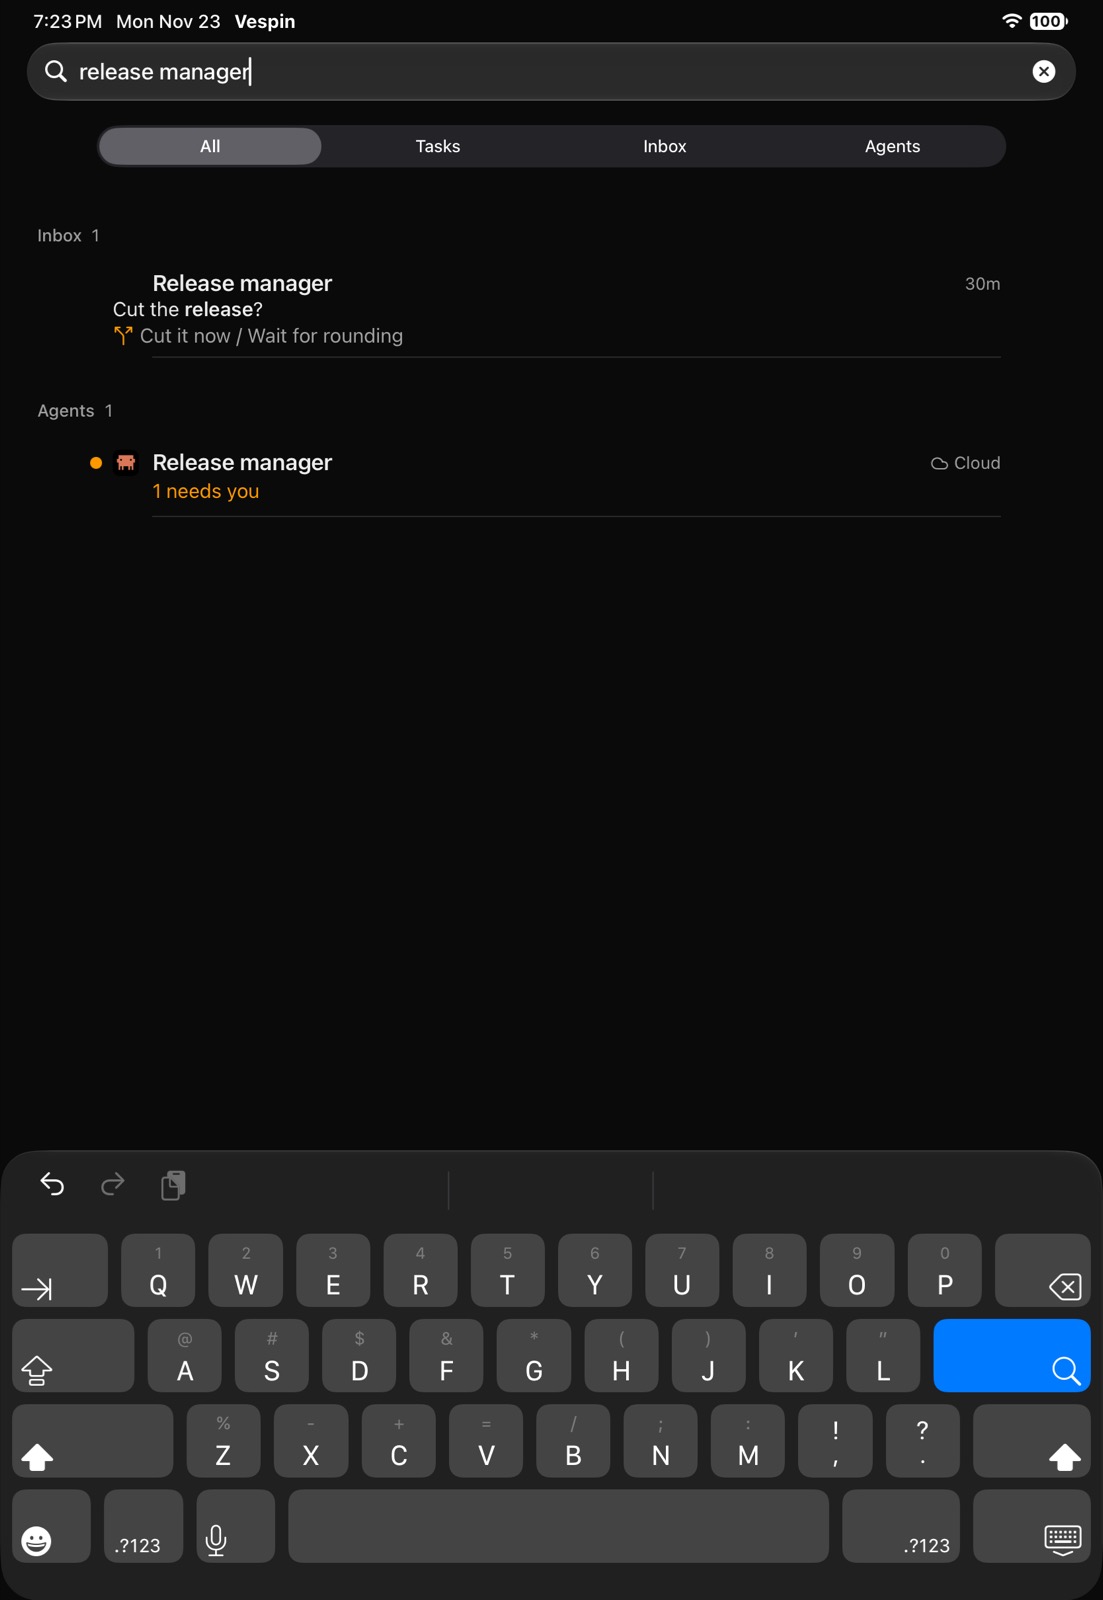 7:23 PM Mon Nov 23 Vespin
100
release manager
All Tasks Inbox Agents
Inbox 1
Release manager 30m
Cut the release?
Cut it now / Wait for rounding
Agents 1
Release manager Cloud
1 needs you
1 2 3 4 5 6 7 8 9 0
Q W E R T Y U I O P
@ # $ & * ( ) ' "
A S D F G H J K L
% - + = / ; : ! ?
Z X C V B N M , .
.?123 .?123